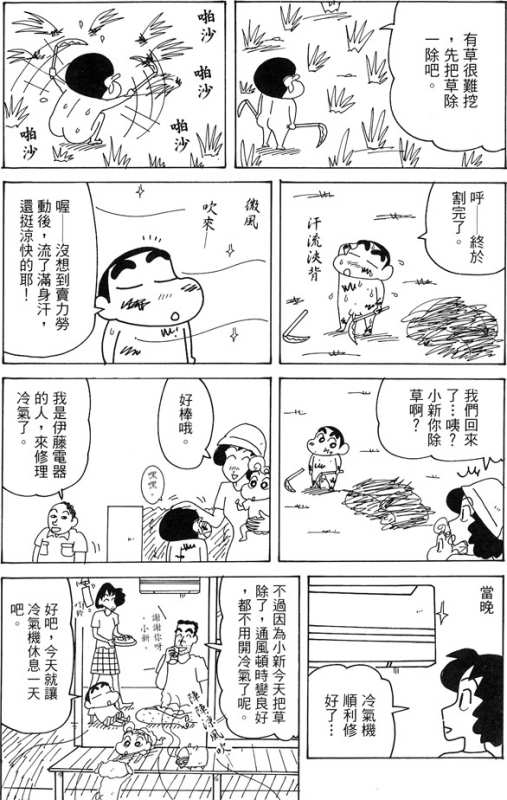 有草很難挖
，先把草除
一除吧。
啪沙
啪沙
啪沙
啪沙
呼 終於
割完了。
汗流浹背
微風
吹來
喔——沒想到賣力勞
動後，流了滿身汗，
還挺涼快的耶！
我們回來
了…咦？
小新你除
草啊？
好棒哦。
嘿嘿。
我是伊藤電器
的人，來修理
冷氣了。
當晚
冷氣機
順利修
好了…
不過因為小新今天把草
除了，通風頓時變良好
，都不用開冷氣了呢。
謝謝你呀
，小新。
陣陣涼風吹
好吧，今天就讓
冷氣機休息一天
吧。